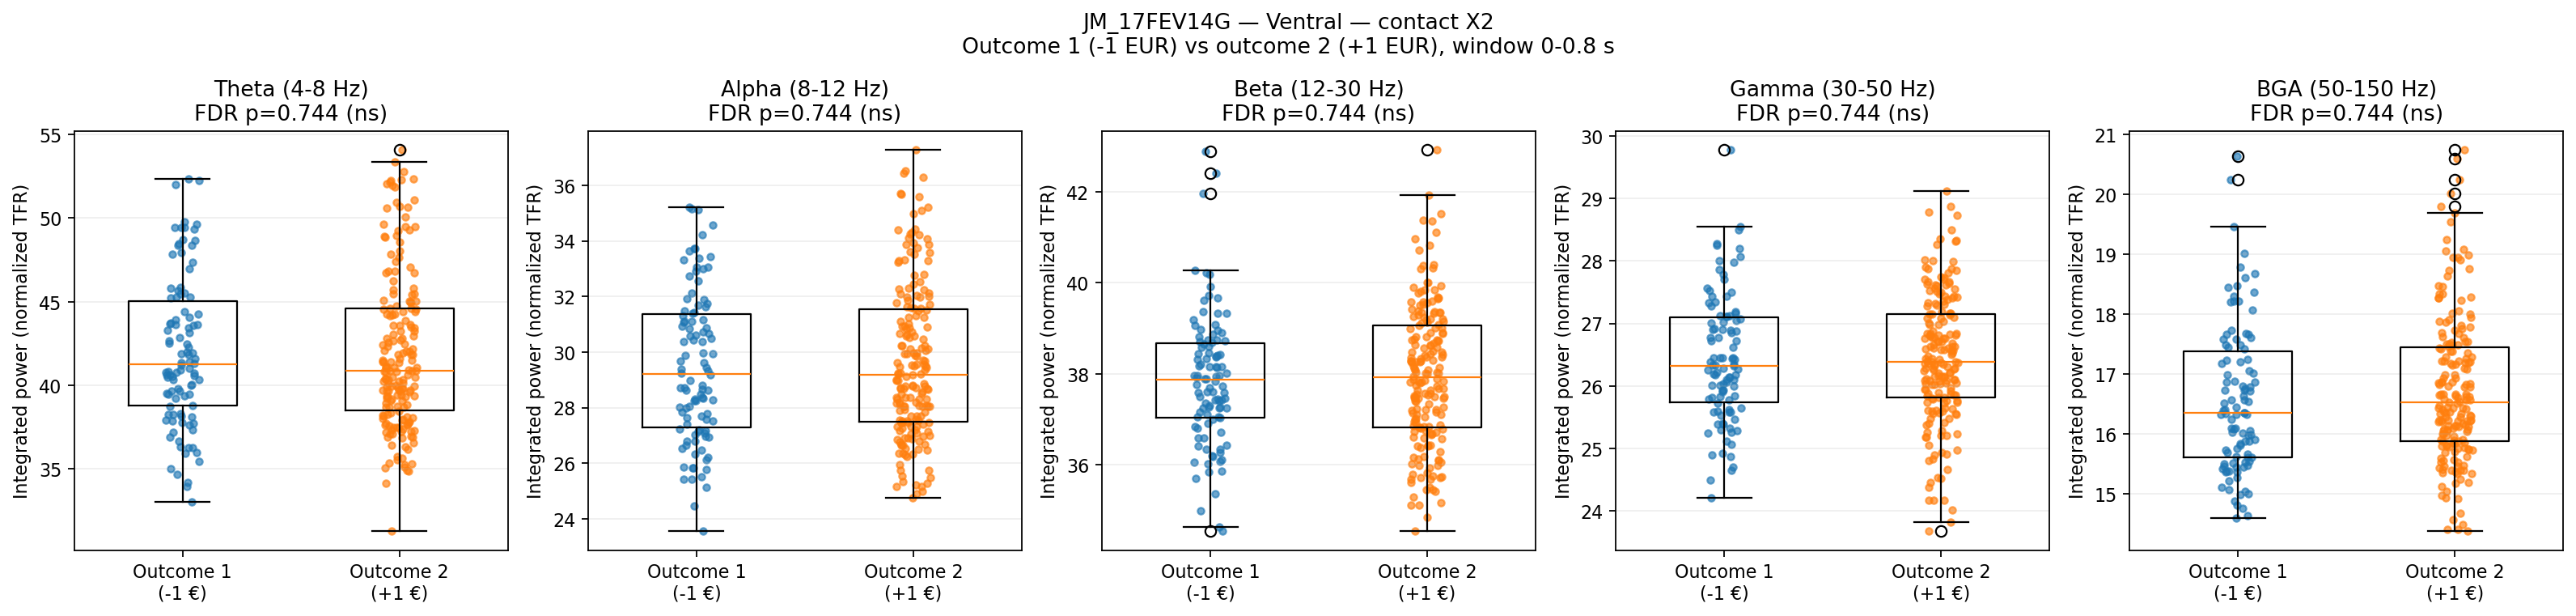 JM_17FEV14G — Ventral — contact X2
Outcome 1 (-1 EUR) vs outcome 2 (+1 EUR), window 0-0.8 s
Theta (4-8 Hz)
FDR p=0.744 (ns)
Integrated power (normalized TFR)
55
50
45
40
35
Outcome 1
(-1 €)
Outcome 2
(+1 €)
Alpha (8-12 Hz)
FDR p=0.744 (ns)
Integrated power (normalized TFR)
36
34
32
30
28
26
24
Outcome 1
(-1 €)
Outcome 2
(+1 €)
Beta (12-30 Hz)
FDR p=0.744 (ns)
Integrated power (normalized TFR)
42
40
38
36
Outcome 1
(-1 €)
Outcome 2
(+1 €)
Gamma (30-50 Hz)
FDR p=0.744 (ns)
Integrated power (normalized TFR)
30
29
28
27
26
25
24
Outcome 1
(-1 €)
Outcome 2
(+1 €)
BGA (50-150 Hz)
FDR p=0.744 (ns)
Integrated power (normalized TFR)
21
20
19
18
17
16
15
Outcome 1
(-1 €)
Outcome 2
(+1 €)